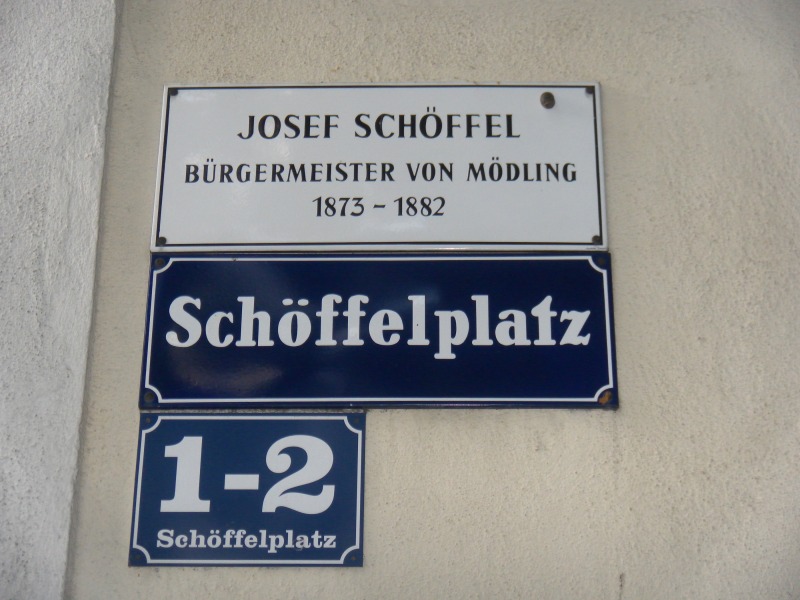 JOSEF SCHÖFFEL
BÜRGERMEISTER VON MÖDLING
1873 - 1882
Schöffelplatz
1-2
Schöffelplatz